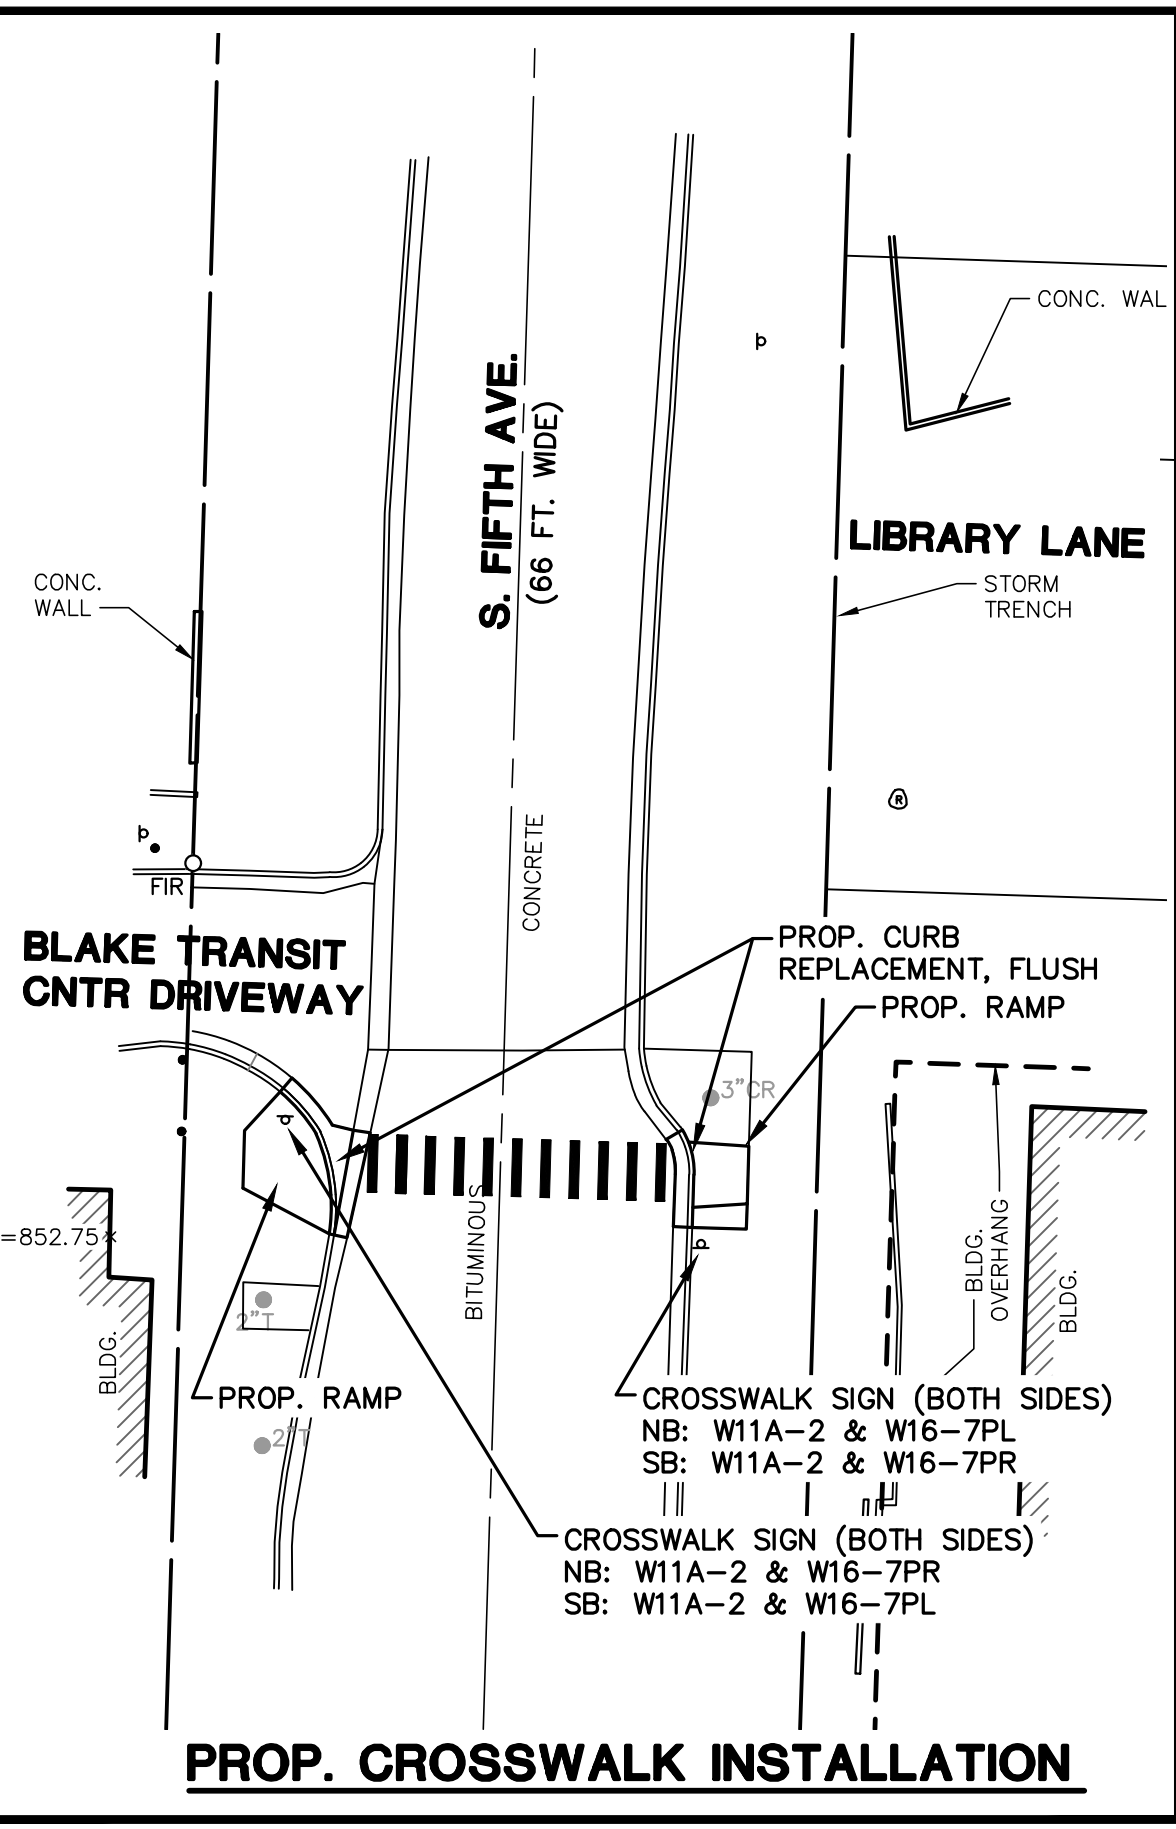 CONC. WAL
S. FIFTH AVE.
(66 FT. WIDE)
LIBRARY LANE
STORM
TRENCH
CONC.
WALL
R
FIR
CONCRETE
BLAKE TRANSIT
CNTR DRIVEWAY
PROP. CURB
REPLACEMENT, FLUSH
PROP. RAMP
3"CR
=852.75×
BITUMINOUS
BLDG.
OVERHANG
BLDG.
2"T
BLDG.
PROP. RAMP
2"T
CROSSWALK SIGN (BOTH SIDES)
NB: W11A-2 & W16-7PL
SB: W11A-2 & W16-7PR
CROSSWALK SIGN (BOTH SIDES)
NB: W11A-2 & W16-7PR
SB: W11A-2 & W16-7PL
PROP. CROSSWALK INSTALLATION